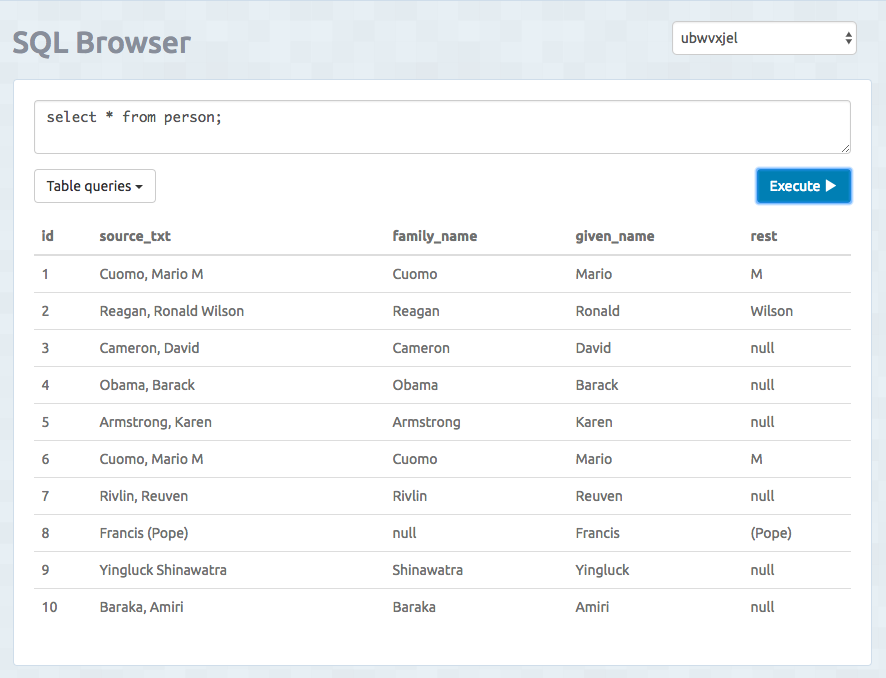 SQL Browser
ubwvxjel
select * from person;
Table queries
Execute
id source_txt family_name given_name rest
1 Cuomo, Mario M Cuomo Mario M
2 Reagan, Ronald Wilson Reagan Ronald Wilson
3 Cameron, David Cameron David null
4 Obama, Barack Obama Barack null
5 Armstrong, Karen Armstrong Karen null
6 Cuomo, Mario M Cuomo Mario M
7 Rivlin, Reuven Rivlin Reuven null
8 Francis (Pope) null Francis (Pope)
9 Yingluck Shinawatra Shinawatra Yingluck null
10 Baraka, Amiri Baraka Amiri null